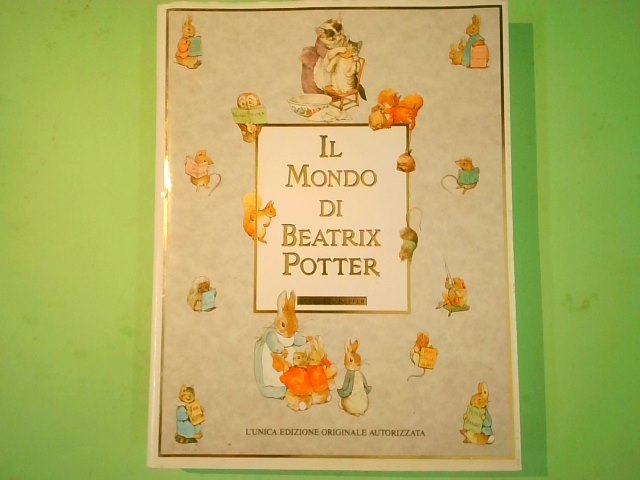 IL
MONDO
DI
BEATRIX
POTTER
L'UNICA EDIZIONE ORIGINALE AUTORIZZATA